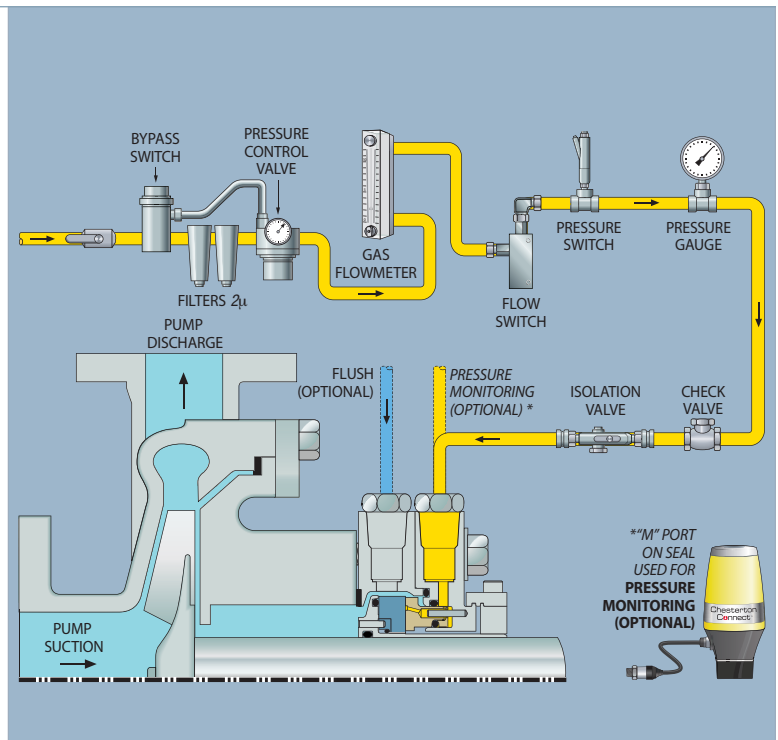 BYPASS
SWITCH
PRESSURE
CONTROL
VALVE
FILTERS 2μ
GAS
FLOWMETER
FLOW
SWITCH
PRESSURE
SWITCH
PRESSURE
GAUGE
PUMP
DISCHARGE
FLUSH
(OPTIONAL)
PRESSURE
MONITORING
(OPTIONAL) *
ISOLATION
VALVE
CHECK
VALVE
PUMP
SUCTION
*"M" PORT
ON SEAL
USED FOR
PRESSURE
MONITORING
(OPTIONAL)
Chesterton
Connect